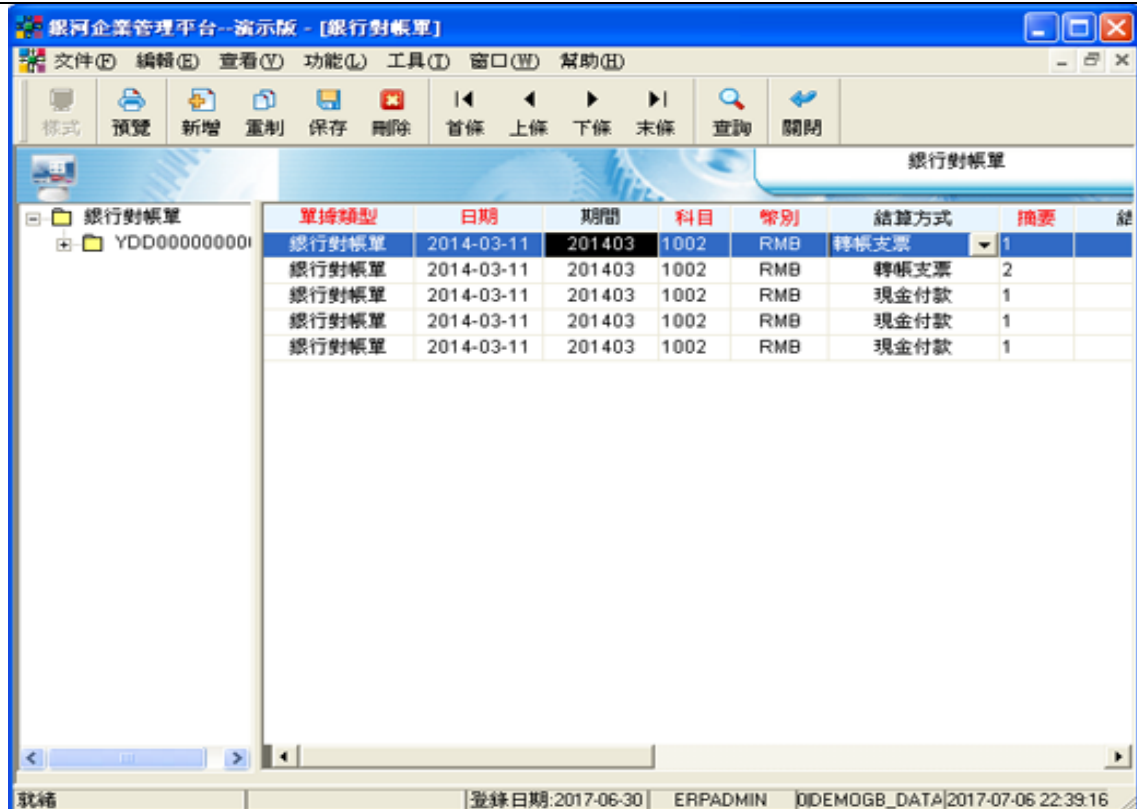 銀河企業管理平台--演示版 - [銀行對帳單]
文件(F) 編輯(E) 查看(V) 功能(L) 工具(T) 窗口(W) 幫助(H)
樣式 預覽 新增 重制 保存 刪除 首條 上條 下條 末條 查詢 關閉
銀行對帳單
銀行對帳單
YDD000000000
單據類型 日期 期間 科目 幣別 結算方式 摘要 結
銀行對帳單 2014-03-11 201403 1002 RMB 轉帳支票 1
銀行對帳單 2014-03-11 201403 1002 RMB 轉帳支票 2
銀行對帳單 2014-03-11 201403 1002 RMB 現金付款 1
銀行對帳單 2014-03-11 201403 1002 RMB 現金付款 1
銀行對帳單 2014-03-11 201403 1002 RMB 現金付款 1
就緒 登錄日期:2017-06-30 ERPADMIN 0|DEMOGB_DATA 2017-07-06 22:39:16